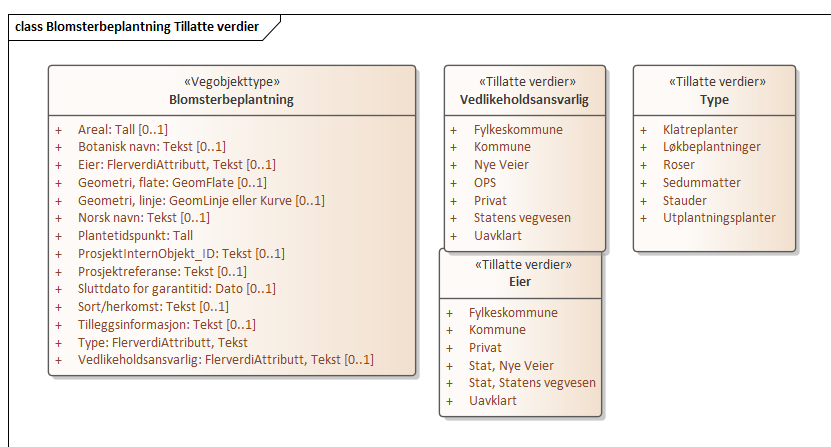 class Blomsterbeplantning Tillatte verdier
«Vegobjekttype»
Blomsterbeplantning
+ Areal: Tall [0..1]
+ Botanisk navn: Tekst [0..1]
+ Eier: FlerverdiAttributt, Tekst [0..1]
+ Geometri, flate: GeomFlate [0..1]
+ Geometri, linje: GeomLinje eller Kurve [0..1]
+ Norsk navn: Tekst [0..1]
+ Plantetidspunkt: Tall
+ ProsjektInternObjekt_ID: Tekst [0..1]
+ Prosjektreferanse: Tekst [0..1]
+ Sluttdato for garantitid: Dato [0..1]
+ Sort/herkomst: Tekst [0..1]
+ Tilleggsinformasjon: Tekst [0..1]
+ Type: FlerverdiAttributt, Tekst
+ Vedlikeholdsansvarlig: FlerverdiAttributt, Tekst [0..1]
«Tillatte verdier»
Vedlikeholdsansvarlig
+ Fylkeskommune
+ Kommune
+ Nye Veier
+ OPS
+ Privat
+ Statens vegvesen
+ Uavklart
«Tillatte verdier»
Eier
+ Fylkeskommune
+ Kommune
+ Privat
+ Stat, Nye Veier
+ Stat, Statens vegvesen
+ Uavklart
«Tillatte verdier»
Type
+ Klatreplanter
+ Løkbeplantninger
+ Roser
+ Sedummatter
+ Stauder
+ Utplantningsplanter